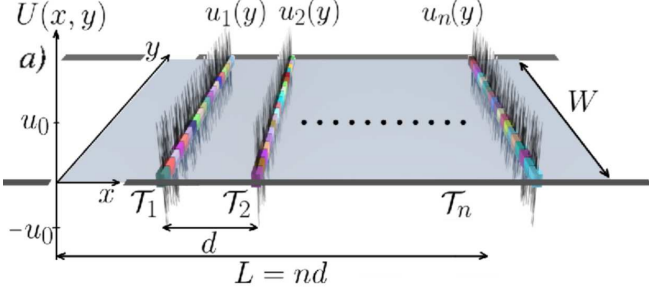 U(x, y)
u₁(y) u₂(y) uₙ(y)
a)
y
u₀
W
x
𝒯₁ 𝒯₂ 𝒯ₙ
-u₀
d
L = nd